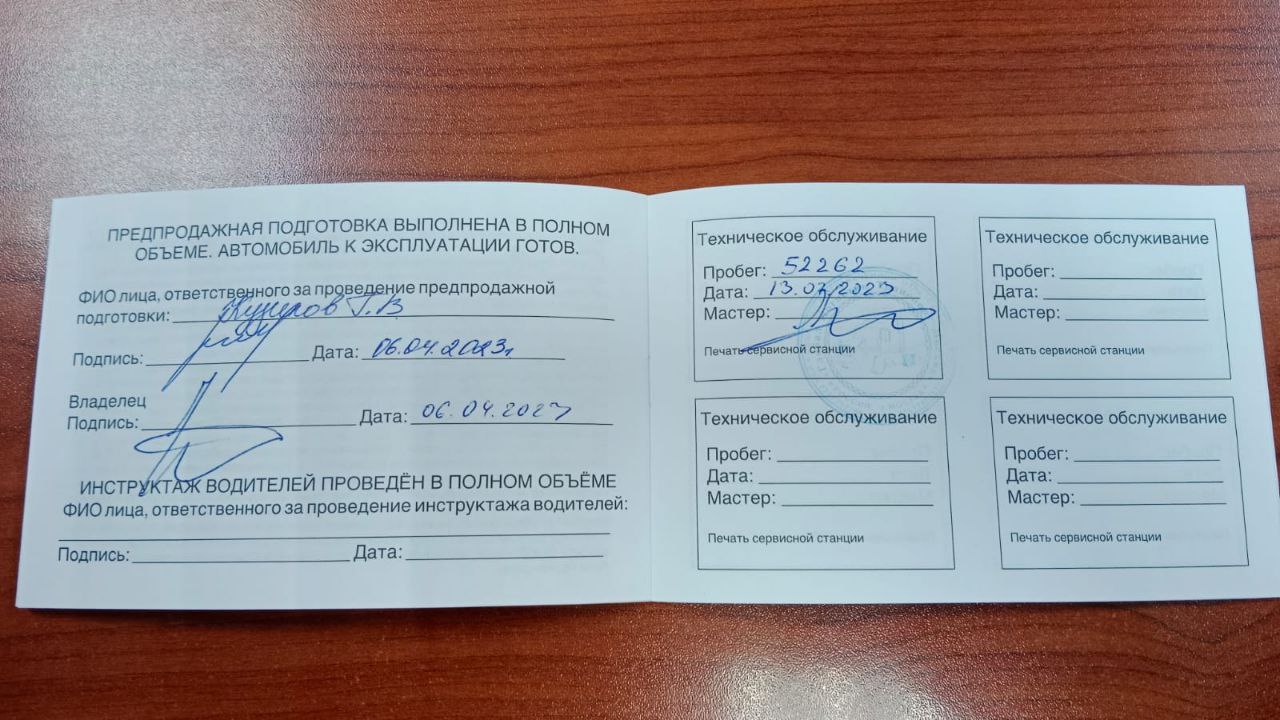 ПРЕДПРОДАЖНАЯ ПОДГОТОВКА ВЫПОЛНЕНА В ПОЛНОМ
ОБЪЕМЕ. АВТОМОБИЛЬ К ЭКСПЛУАТАЦИИ ГОТОВ.
ФИО лица, ответственного за проведение предпродажной
подготовки: Г.В
Подпись: Дата: 06.04.2023г
Владелец
Подпись: Дата: 06.04.2023
ИНСТРУКТАЖ ВОДИТЕЛЕЙ ПРОВЕДЁН В ПОЛНОМ ОБЪЁМЕ
ФИО лица, ответственного за проведение инструктажа водителей:
Подпись: Дата:
Техническое обслуживание
Пробег: 52262
Дата: 13.07.2023
Мастер:
Печать сервисной станции
Техническое обслуживание
Пробег:
Дата:
Мастер:
Печать сервисной станции
Техническое обслуживание
Пробег:
Дата:
Мастер:
Печать сервисной станции
Техническое обслуживание
Пробег:
Дата:
Мастер:
Печать сервисной станции